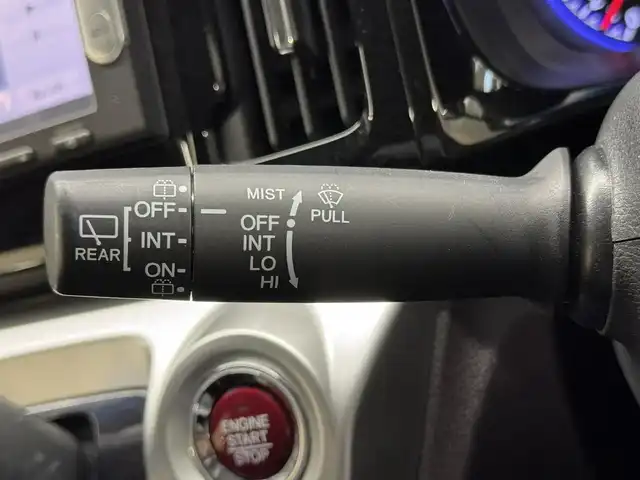 OFF
INT
REAR
ON
MIST
OFF
INT
LO
HI
PULL
ENGINE
START
STOP